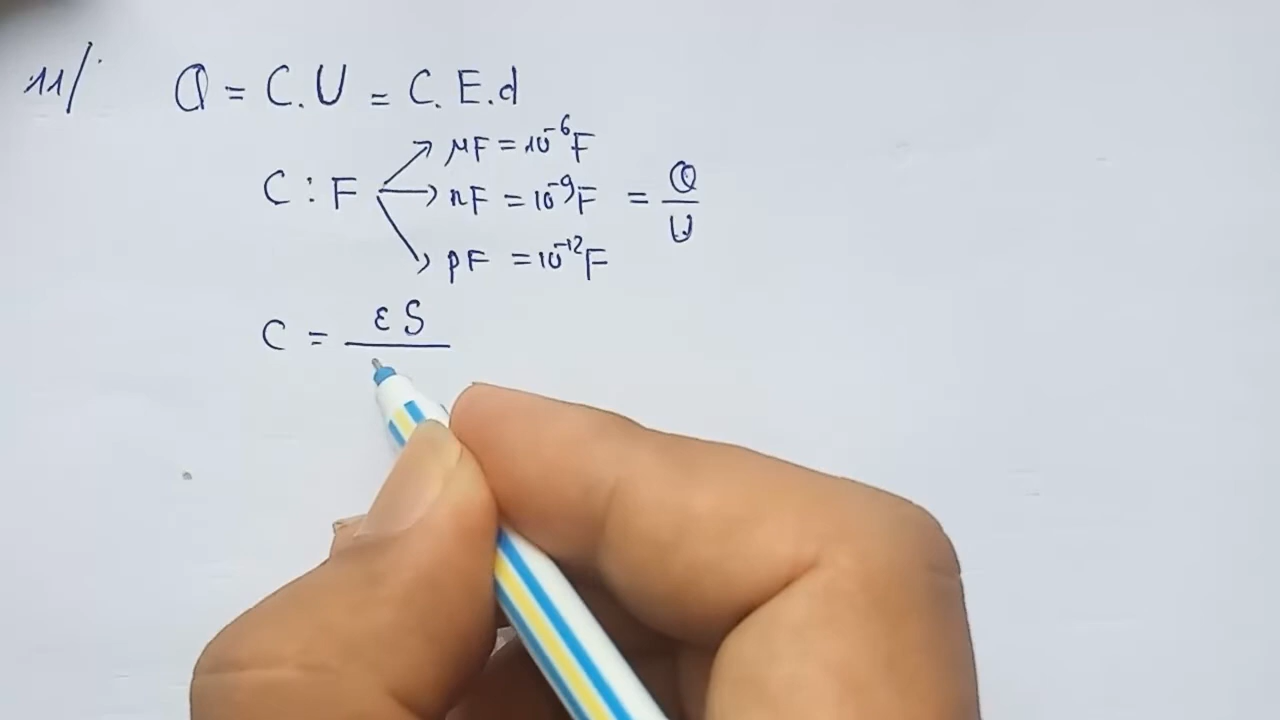 11/ Q = C.U = C.E.d
μF = 10⁻⁶F
C : F nF = 10⁻⁹F = Q/U
pF = 10⁻¹²F
C = εS